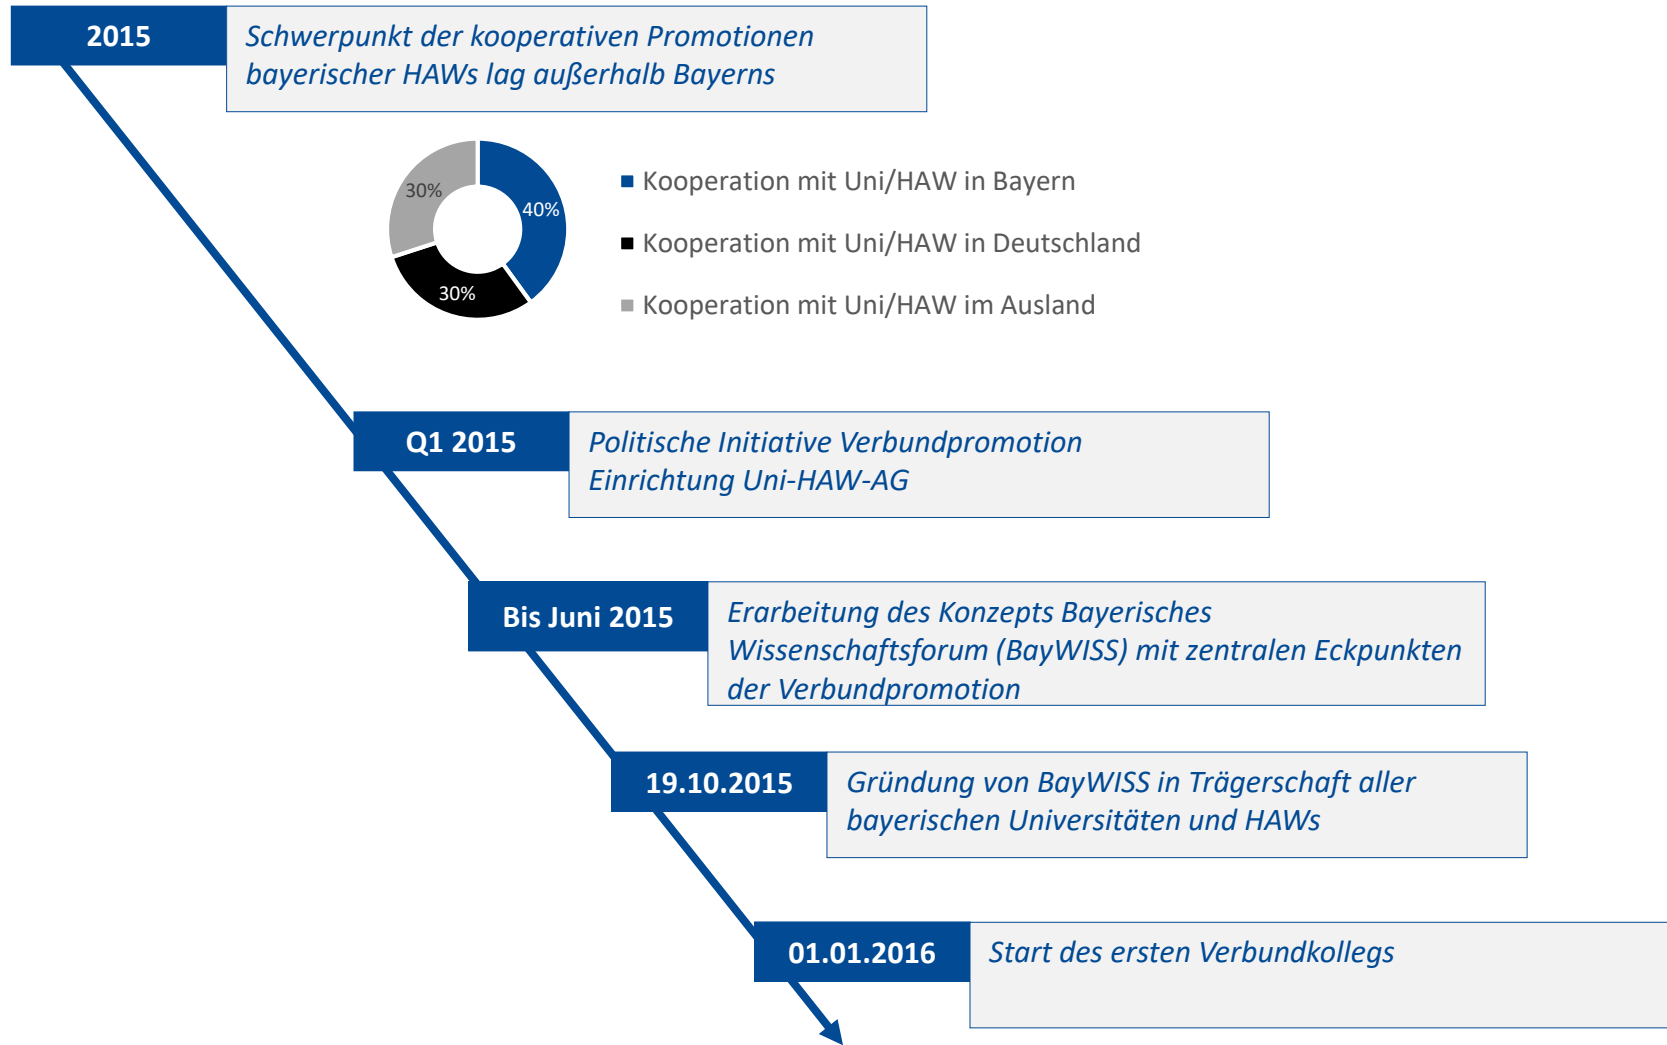 2015
Schwerpunkt der kooperativen Promotionen
bayerischer HAWs lag außerhalb Bayerns
30%
40%
30%
Kooperation mit Uni/HAW in Bayern
Kooperation mit Uni/HAW in Deutschland
Kooperation mit Uni/HAW im Ausland
Q1 2015
Politische Initiative Verbundpromotion
Einrichtung Uni-HAW-AG
Bis Juni 2015
Erarbeitung des Konzepts Bayerisches
Wissenschaftsforum (BayWISS) mit zentralen Eckpunkten
der Verbundpromotion
19.10.2015
Gründung von BayWISS in Trägerschaft aller
bayerischen Universitäten und HAWs
01.01.2016
Start des ersten Verbundkollegs